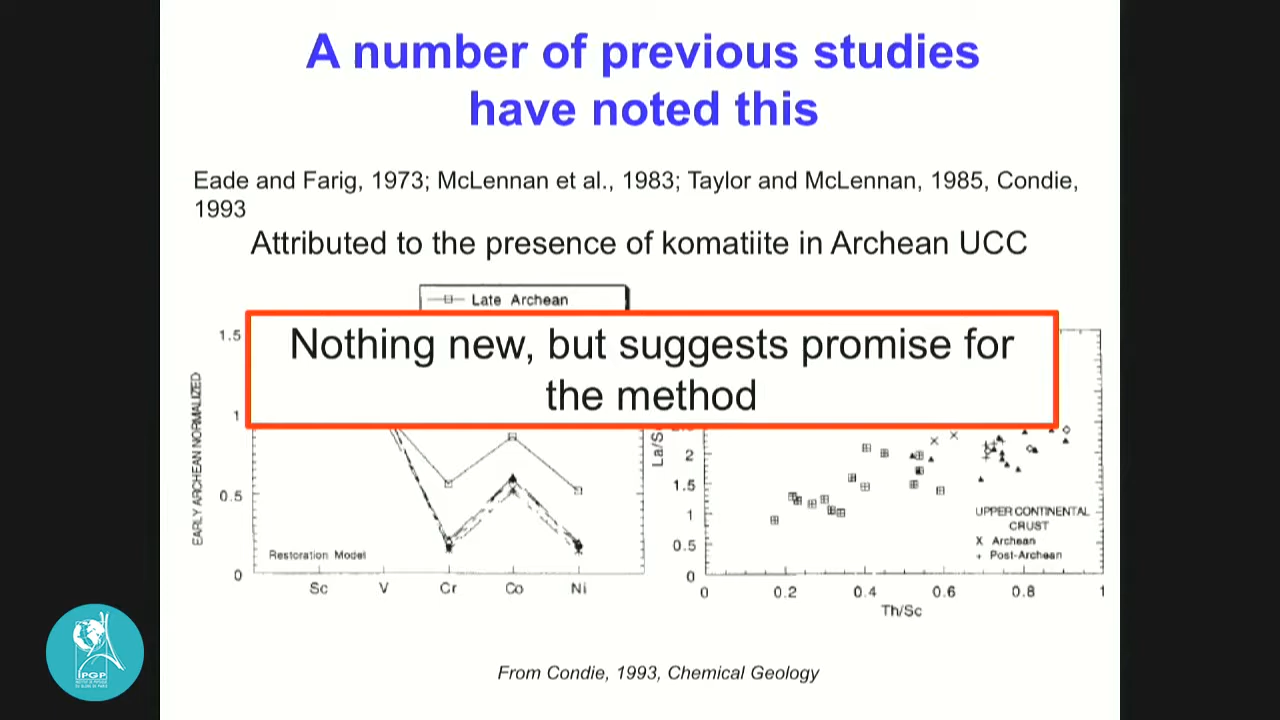 A number of previous studies
have noted this
Eade and Farig, 1973; McLennan et al., 1983; Taylor and McLennan, 1985, Condie,
1993
Attributed to the presence of komatiite in Archean UCC
Late Archean
Nothing new, but suggests promise for
the method
1.5
1
0.5
0
EARLY ARCHEAN NORMALIZED
Restoration Model
Sc V Cr Co Ni
La/S
2
1.5
1
0.5
0
UPPER CONTINENTAL
CRUST
x Archean
+ Post-Archean
0 0.2 0.4 0.6 0.8 1
Th/Sc
From Condie, 1993, Chemical Geology
IPGP